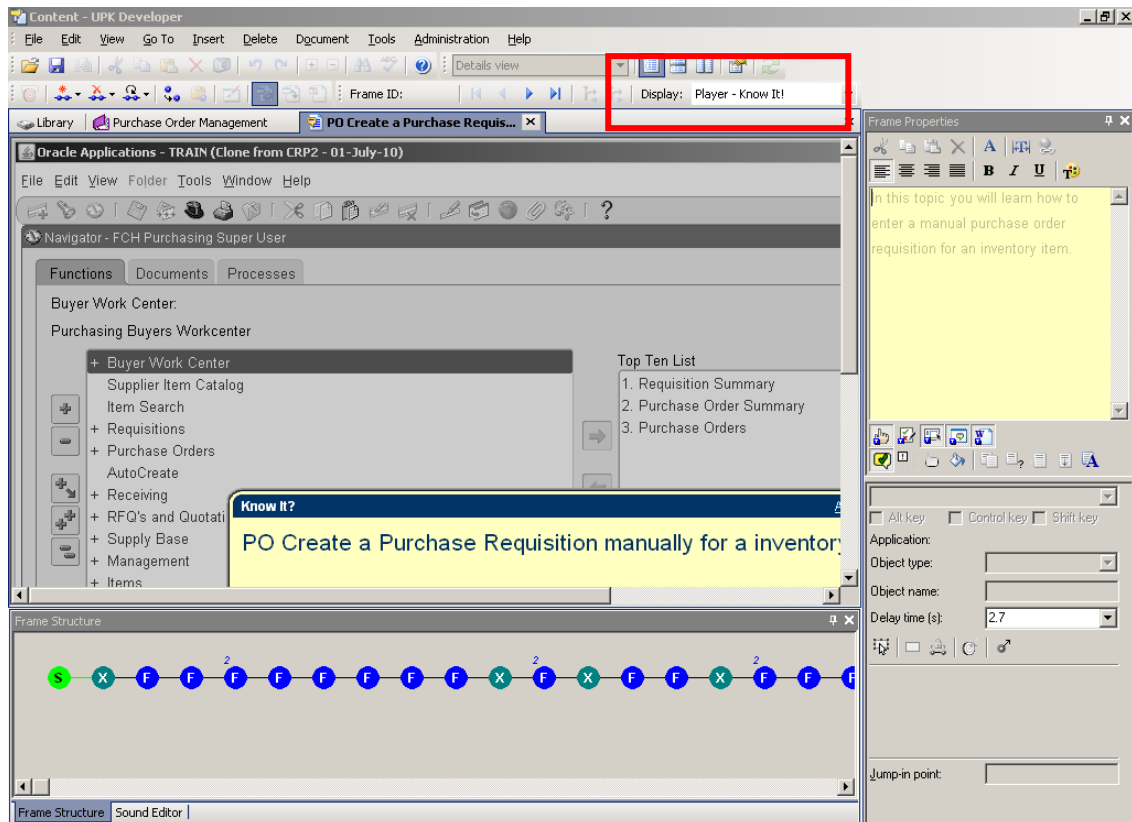 Content - UPK Developer
File Edit View Go To Insert Delete Document Tools Administration Help
Details view
Frame ID: Display: Player - Know It!
Library Purchase Order Management PO Create a Purchase Requis...
Oracle Applications - TRAIN (Clone from CRP2 - 01-July-10)
File Edit View Folder Tools Window Help
Navigator - FCH Purchasing Super User
Functions Documents Processes
Buyer Work Center:
Purchasing Buyers Workcenter
+ Buyer Work Center
Supplier Item Catalog
Item Search
+ Requisitions
+ Purchase Orders
AutoCreate
+ Receiving
+ RFQ's and Quotati
+ Supply Base
+ Management
+ Items
Top Ten List
1. Requisition Summary
2. Purchase Order Summary
3. Purchase Orders
Know It?
PO Create a Purchase Requisition manually for a inventory
Frame Properties
A
B I U
In this topic you will learn how to
enter a manual purchase order
requisition for an inventory item.
Alt key Control key Shift key
Application:
Object type:
Object name:
Delay time (s): 2.7
Jump-in point:
Frame Structure
2 2 2
S X F F F F F F F F X F X F F X F F F
Frame Structure Sound Editor